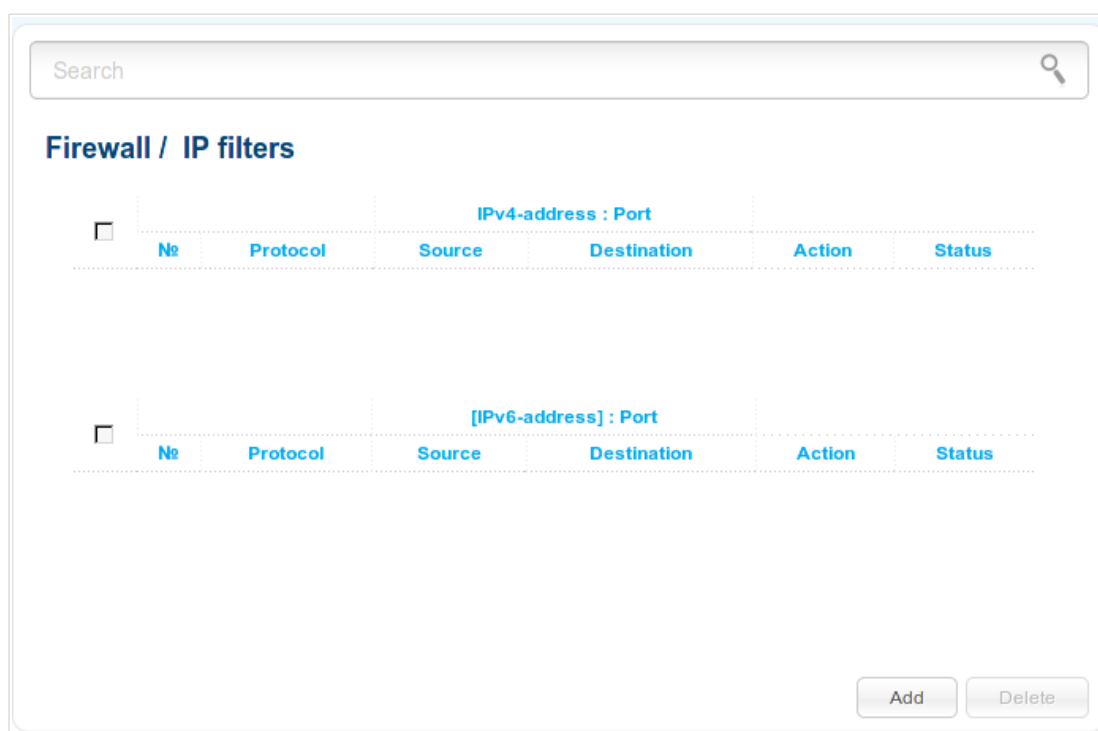 Search
Firewall / IP filters
IPv4-address : Port
№ Protocol Source Destination Action Status
[IPv6-address] : Port
№ Protocol Source Destination Action Status
Add Delete